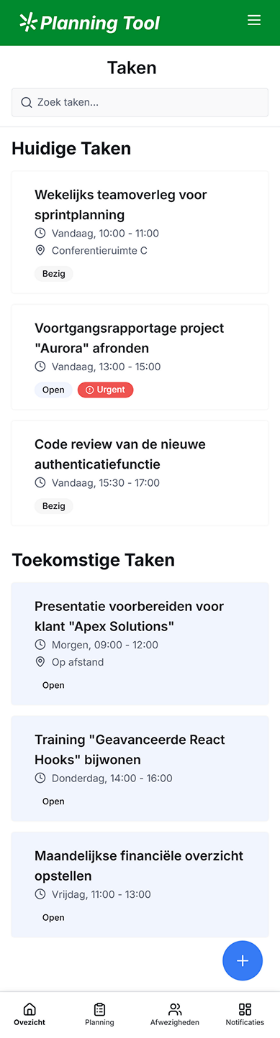 Planning Tool
Taken
Zoek taken...
Huidige Taken
Wekelijks teamoverleg voor
sprintplanning
Vandaag, 10:00 - 11:00
Conferentieruimte C
Bezig
Voortgangsrapportage project
"Aurora" afronden
Vandaag, 13:00 - 15:00
Open Urgent
Code review van de nieuwe
authenticatiefunctie
Vandaag, 15:30 - 17:00
Bezig
Toekomstige Taken
Presentatie voorbereiden voor
klant "Apex Solutions"
Morgen, 09:00 - 12:00
Op afstand
Open
Training "Geavanceerde React
Hooks" bijwonen
Donderdag, 14:00 - 16:00
Open
Maandelijkse financiële overzicht
opstellen
Vrijdag, 11:00 - 13:00
Open
Ovezicht Planning Afwezigheden Notificaties